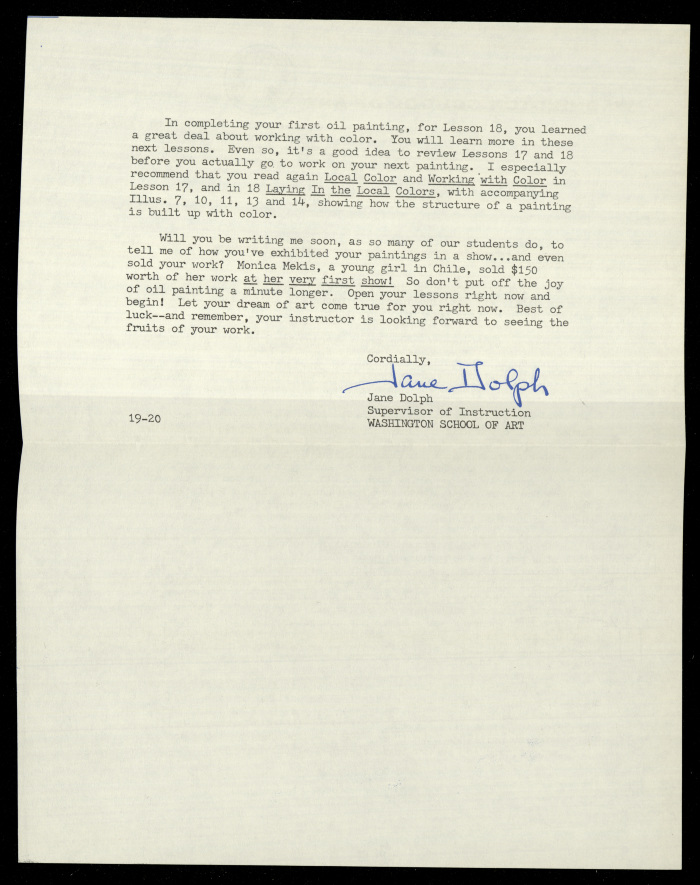 In completing your first oil painting, for Lesson 18, you learned
a great deal about working with color. You will learn more in these
next lessons. Even so, it's a good idea to review Lessons 17 and 18
before you actually go to work on your next painting. I especially
recommend that you read again Local Color and Working with Color in
Lesson 17, and in 18 Laying In the Local Colors, with accompanying
Illus. 7, 10, 11, 13 and 14, showing how the structure of a painting
is built up with color.
Will you be writing me soon, as so many of our students do, to
tell me of how you've exhibited your paintings in a show...and even
sold your work? Monica Mekis, a young girl in Chile, sold $150
worth of her work at her very first show! So don't put off the joy
of oil painting a minute longer. Open your lessons right now and
begin! Let your dream of art come true for you right now. Best of
luck--and remember, your instructor is looking forward to seeing the
fruits of your work.
Cordially,
Jane Dolph
Jane Dolph
Supervisor of Instruction
19-20
WASHINGTON SCHOOL OF ART